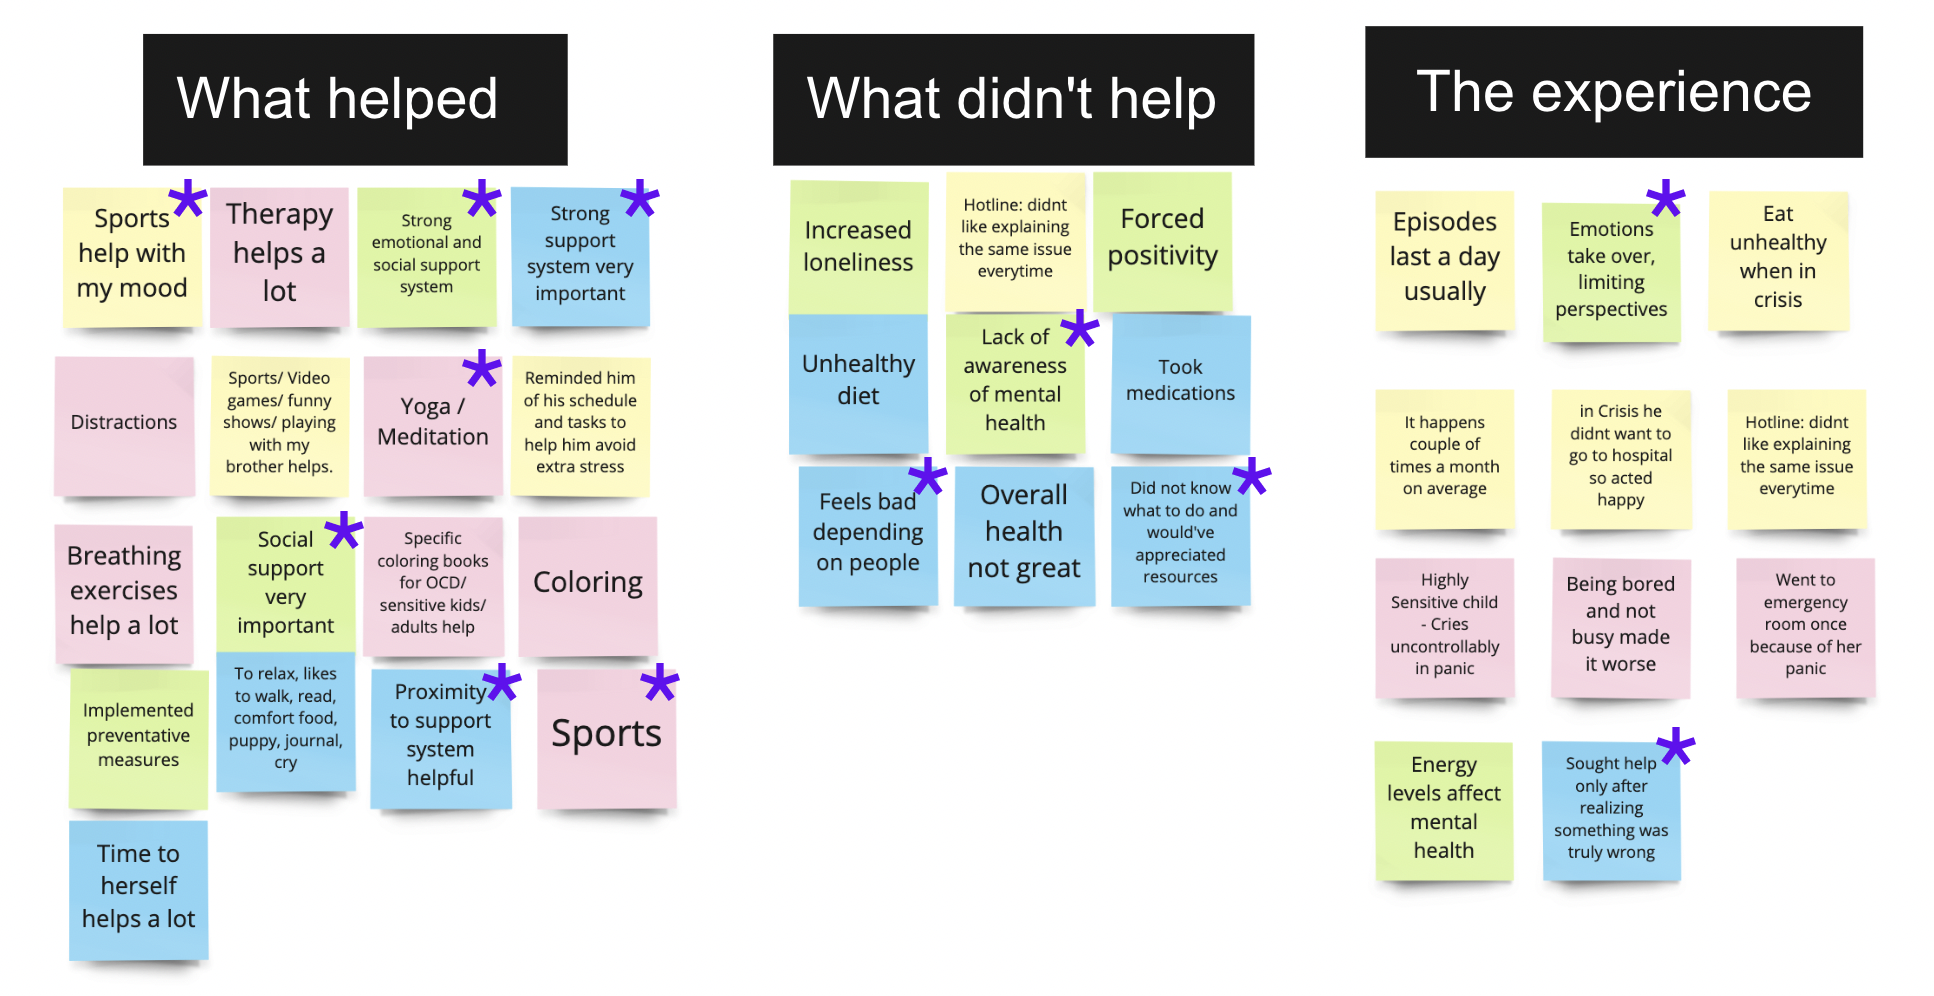 What helped
What didn't help
The experience
Sports
help with
my mood
Therapy
helps a
lot
Strong
emotional and
social support
system
Strong
support
system very
important
Distractions
Sports/ Video
games/ funny
shows/ playing
with my
brother helps.
Yoga /
Meditation
Reminded him
of his schedule
and tasks to
help him avoid
extra stress
Breathing
exercises
help a lot
Social
support
very
important
Specific
coloring books
for OCD/
sensitive kids/
adults help
Coloring
Implemented
preventative
measures
To relax, likes
to walk, read,
comfort food,
puppy, journal,
cry
Proximity
to support
system
helpful
Sports
Time to
herself
helps a lot
Increased
loneliness
Hotline: didnt
like explaining
the same issue
everytime
Forced
positivity
Unhealthy
diet
Lack of
awareness
of mental
health
Took
medications
Feels bad
depending
on people
Overall
health
not great
Did not know
what to do and
would've
appreciated
resources
Episodes
last a day
usually
Emotions
take over,
limiting
perspectives
Eat
unhealthy
when in
crisis
It happens
couple of
times a month
on average
in Crisis he
didnt want to
go to hospital
so acted
happy
Hotline: didnt
like explaining
the same issue
everytime
Highly
Sensitive child
- Cries
uncontrollably
in panic
Being bored
and not
busy made
it worse
Went to
emergency
room once
because of her
panic
Energy
levels affect
mental
health
Sought help
only after
realizing
something was
truly wrong